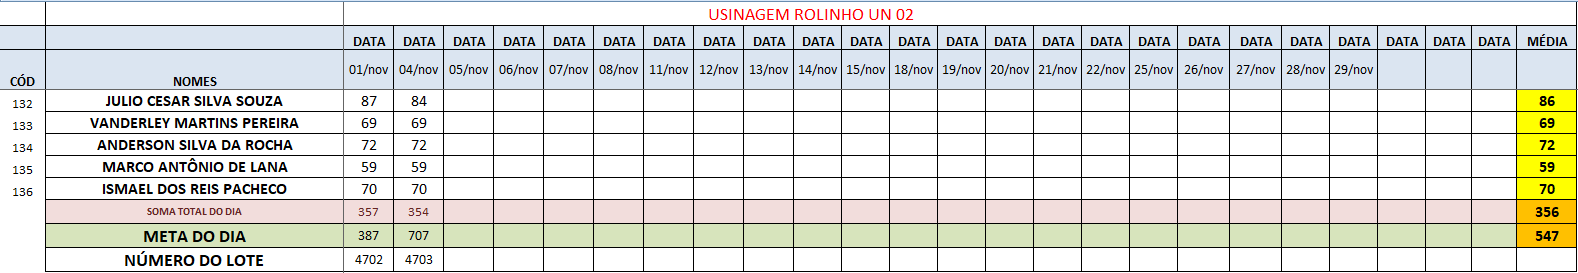 USINAGEM ROLINHO UN 02
DATA DATA DATA DATA DATA DATA DATA DATA DATA DATA DATA DATA DATA DATA DATA DATA DATA DATA DATA DATA DATA DATA DATA DATA MÉDIA
CÓD NOMES 01/nov 04/nov 05/nov 06/nov 07/nov 08/nov 11/nov 12/nov 13/nov 14/nov 15/nov 18/nov 19/nov 20/nov 21/nov 22/nov 25/nov 26/nov 27/nov 28/nov 29/nov
132 JULIO CESAR SILVA SOUZA 87 84 86
133 VANDERLEY MARTINS PEREIRA 69 69 69
134 ANDERSON SILVA DA ROCHA 72 72 72
135 MARCO ANTÔNIO DE LANA 59 59 59
136 ISMAEL DOS REIS PACHECO 70 70 70
SOMA TOTAL DO DIA 357 354 356
META DO DIA 387 707 547
NÚMERO DO LOTE 4702 4703